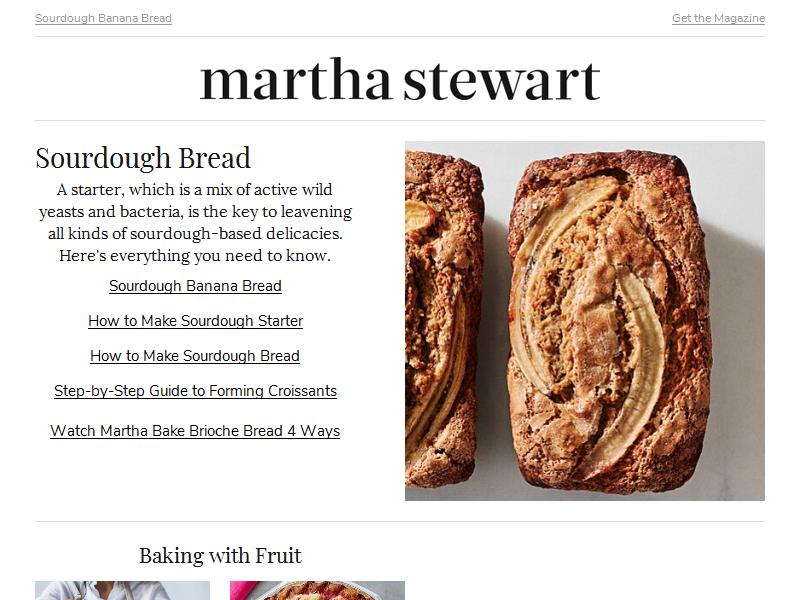 Sourdough Banana Bread
Get the Magazine
martha stewart
Sourdough Bread
A starter, which is a mix of active wild
yeasts and bacteria, is the key to leavening
all kinds of sourdough-based delicacies.
Here's everything you need to know.
Sourdough Banana Bread
How to Make Sourdough Starter
How to Make Sourdough Bread
Step-by-Step Guide to Forming Croissants
Watch Martha Bake Brioche Bread 4 Ways
Baking with Fruit